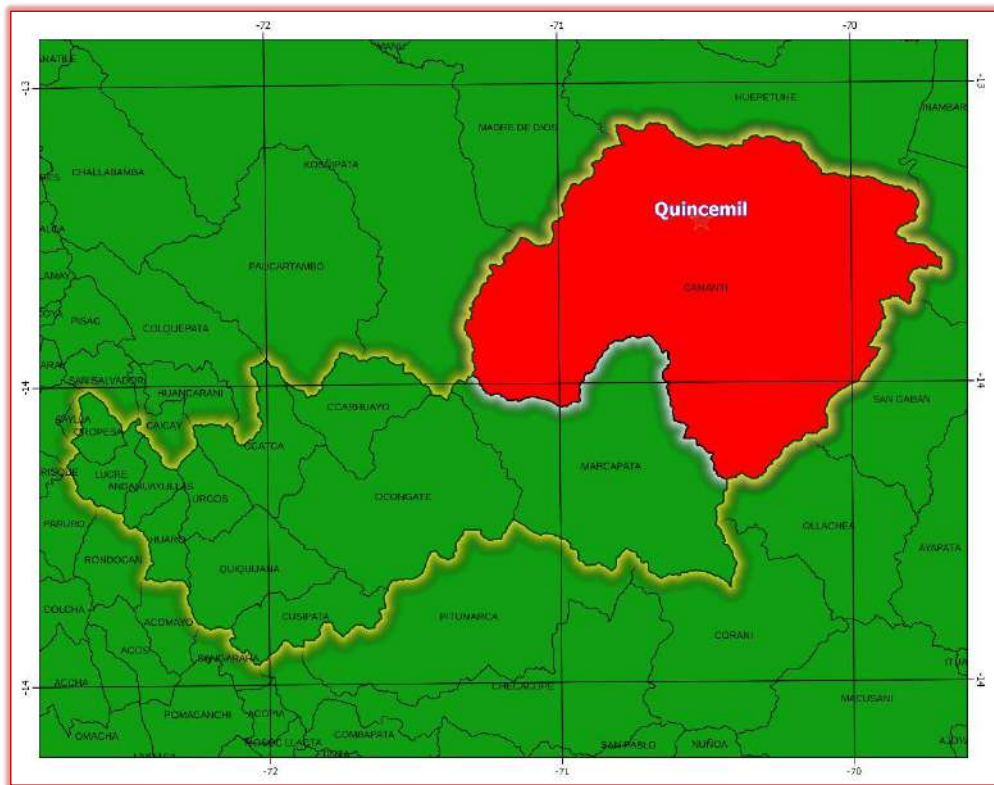 -72 -71 -70
MANU
-13 -13
HUEPETUHE
MADRE DE DIOS
INAMBAR
KOSÑIPATA
CHALLABAMBA
Quincemil
PAUCARTAMBO
CAMANTI
PISAC
COLQUEPATA
-14 -14
SAN SALVADOR
HUANCARANI
SAN GABAN
CCARHUAYO
SAYLLA
OROPESA
CAICAY
CCATCA
MARCAPATA
LUCRE
ANDAHUAYLILLAS
URCOS
OCONGATE
PARURO
HUARO
OLLACHEA
RONDOCAN
AYAPATA
QUIQUIJANA
COLCHA
ACOMAYO
CUSIPATA
PITUMARCA
CORANI
ACOS
SANGARARA
ACCHA
CHECACUPE
-14 -14
MACUSANI
POMACANCHI
ACOPIA
OMACHA
COMBAPATA
MOSOC LLACTA
SAN PABLO
NUÑOA
-72 -71 -70